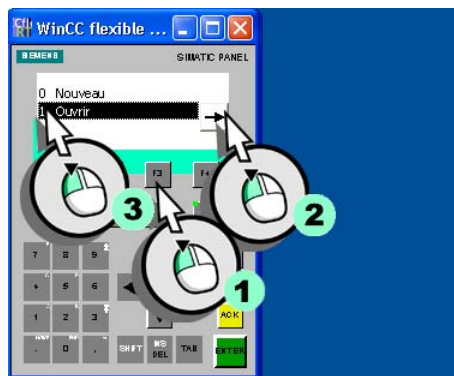 WinCC flexible ...
SIEMENS SIMATIC PANEL
0 Nouveau
1 Ouvrir
F3 F4
3
2
1
7 8 9
4 5 6
1 2 3
ACK
0
SHIFT INS DEL TAB ENTER